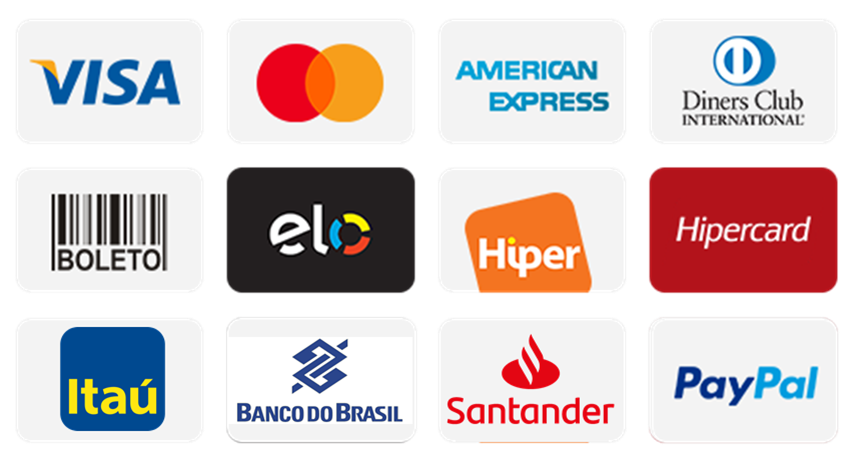 VISA
AMERICAN
EXPRESS
Diners Club
INTERNATIONAL®
BOLETO
elo
Hiper
Hipercard
Itaú
BANCO DO BRASIL
Santander
PayPal